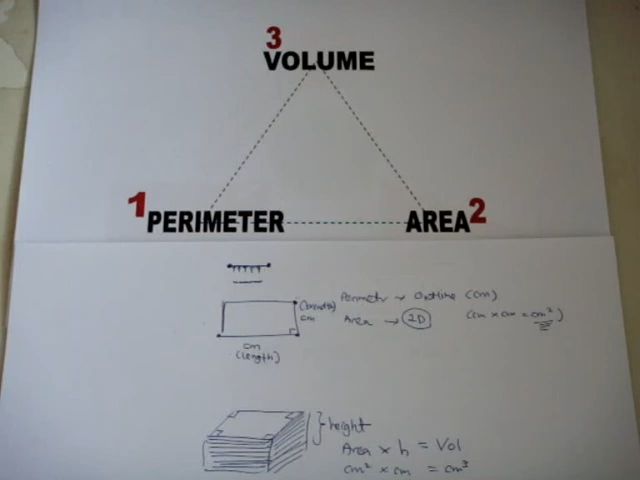 3
VOLUME
1 PERIMETER
AREA 2
Perimeter → Outline (cm)
(breadth)
cm
Area → 2D
(cm × cm = cm²)
cm
(length)
height
Area × h = Vol
cm² × cm = cm³